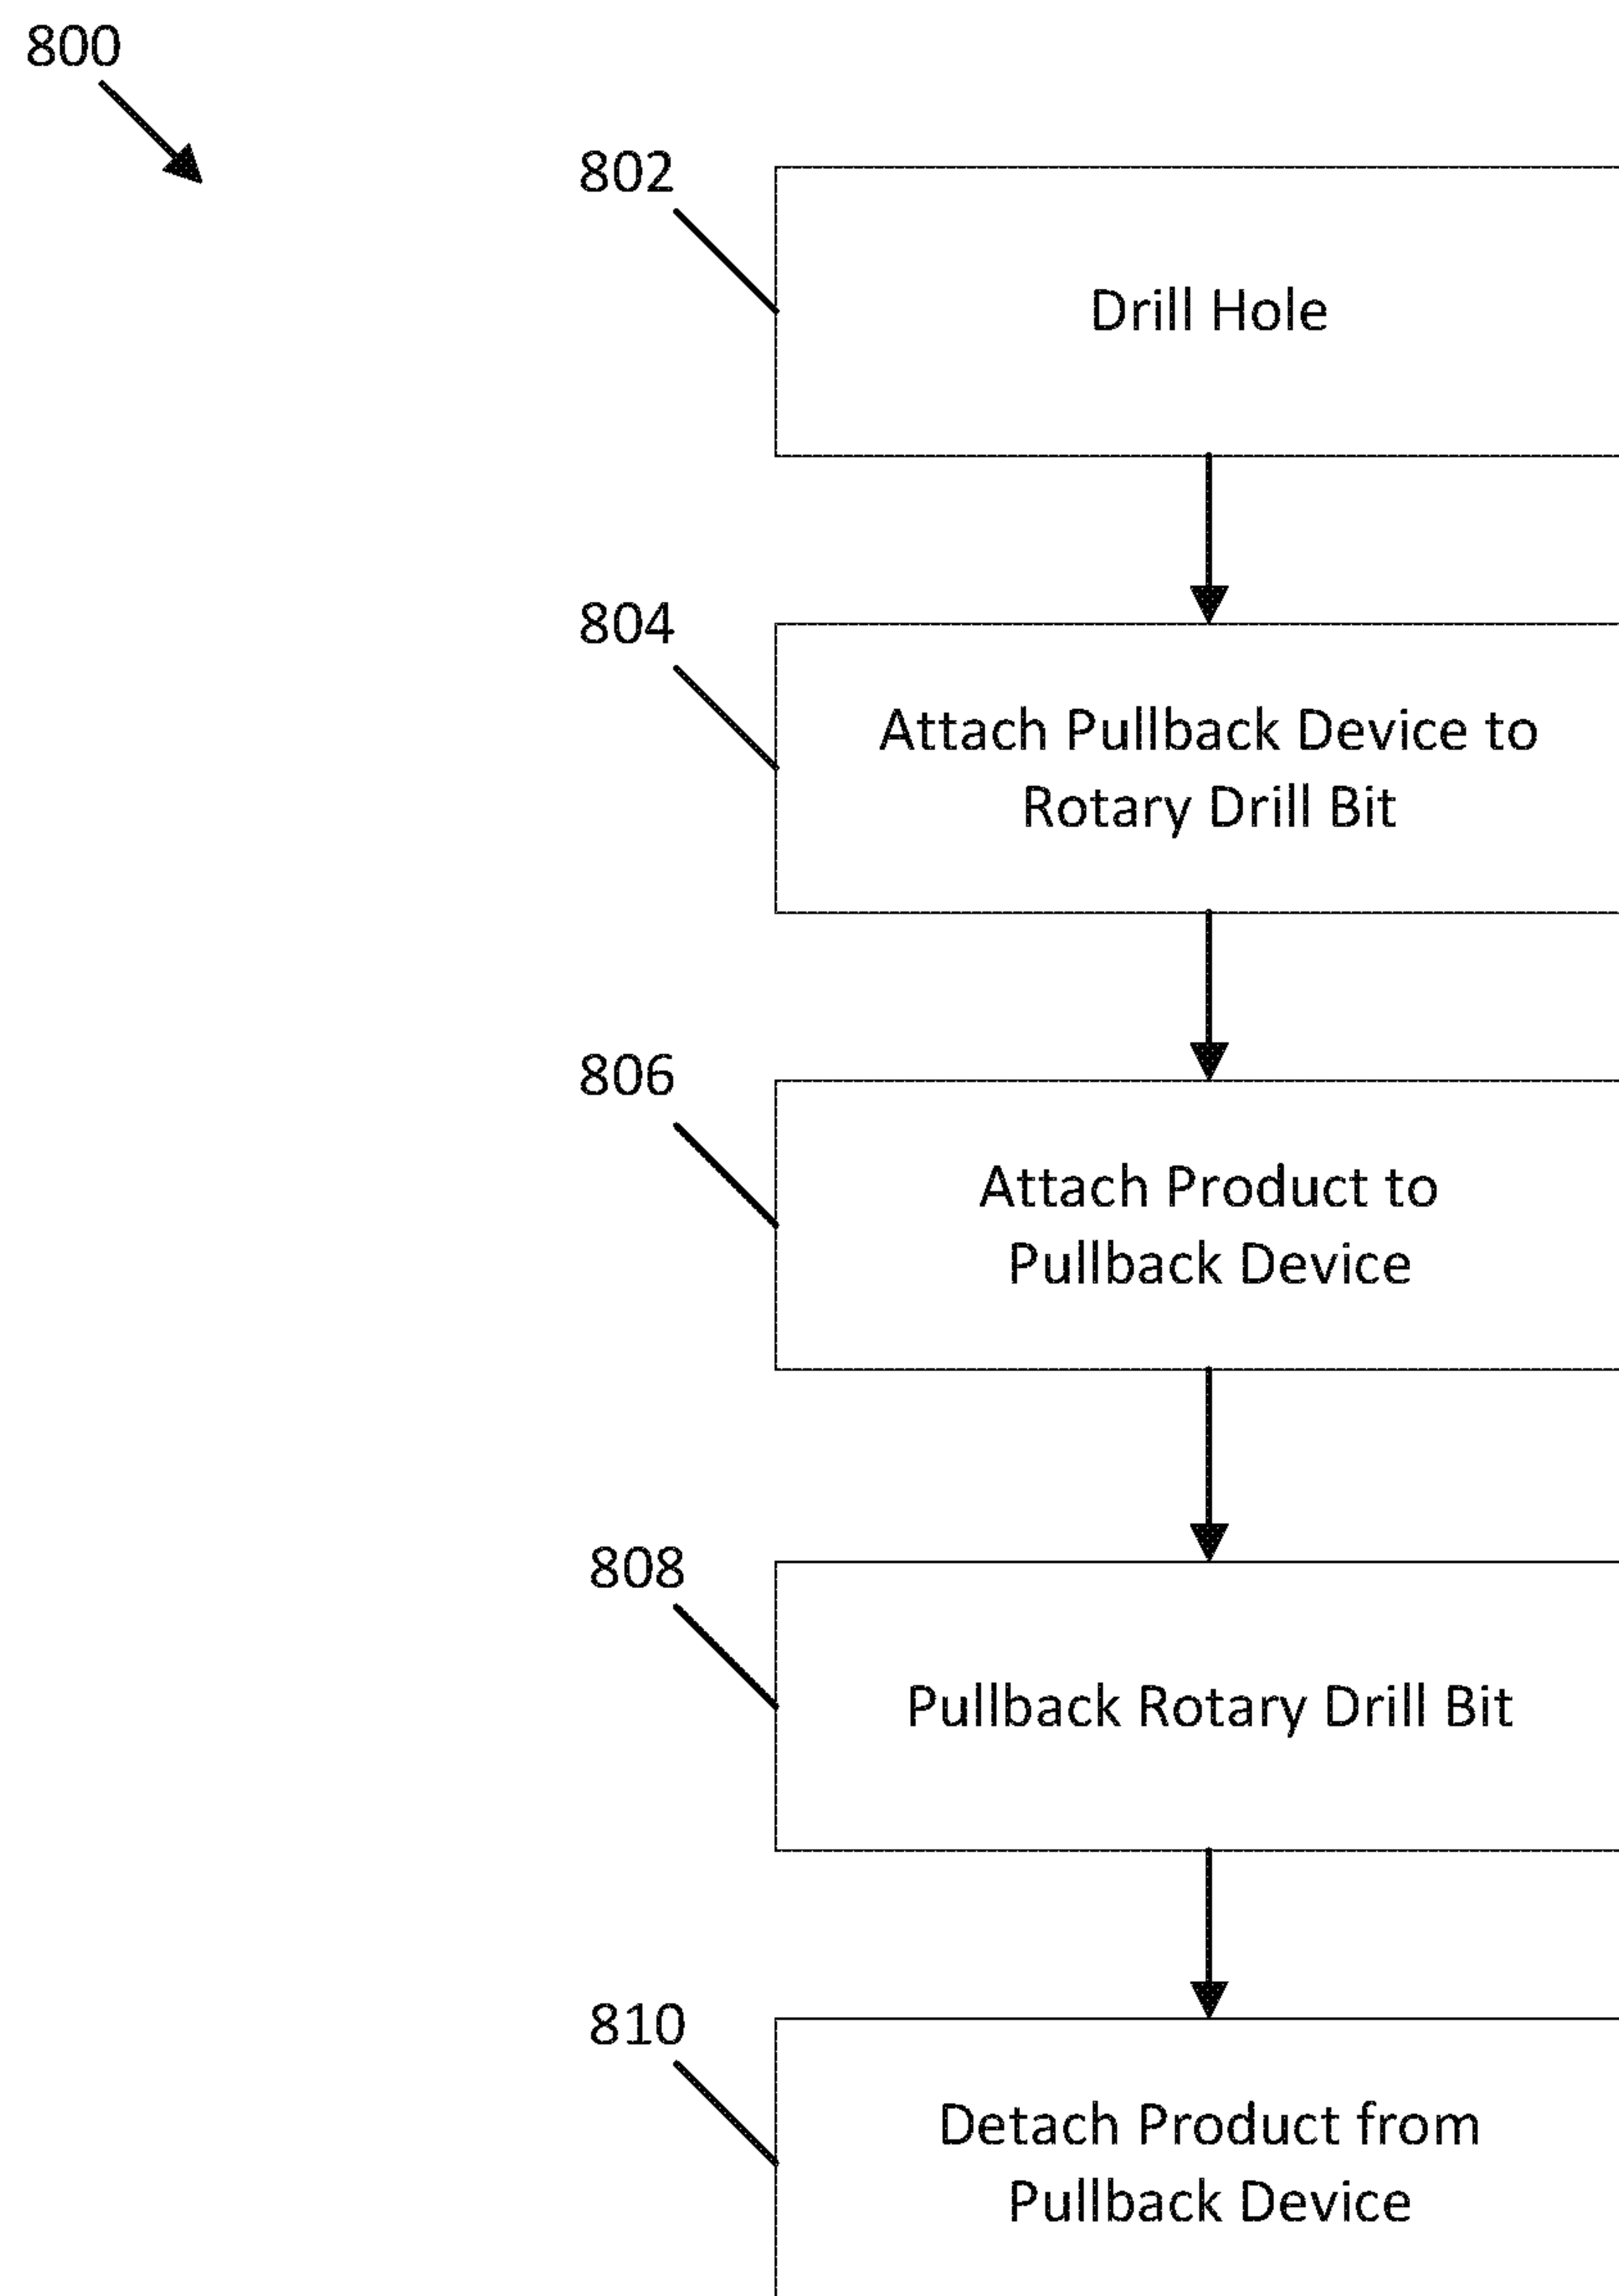 800
802
Drill Hole
804
Attach Pullback Device to
Rotary Drill Bit
806
Attach Product to
Pullback Device
808
Pullback Rotary Drill Bit
810
Detach Product from
Pullback Device